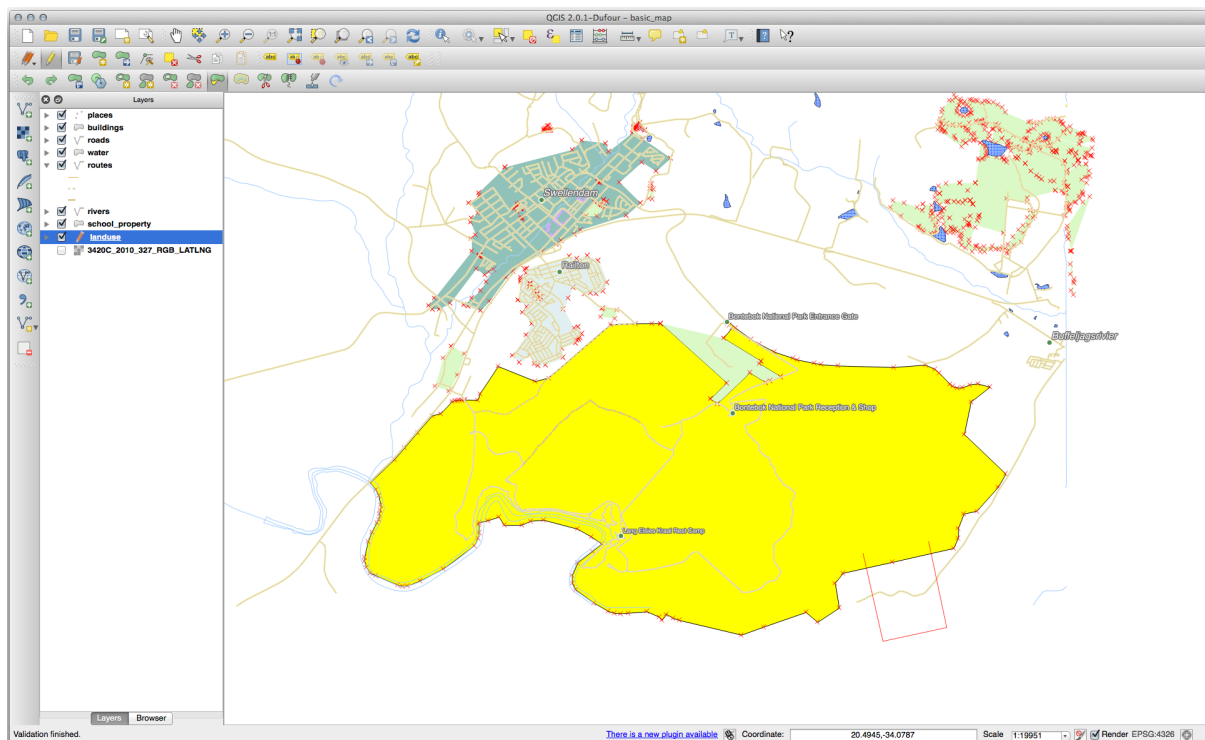 QGIS 2.0.1-Dufour – basic_map
Layers
places
buildings
roads
water
routes
rivers
school_property
landuse
3420C_2010_327_RGB_LATLNG
Swellendam
Railton
Bontebok National Park Entrance Gate
Buffeljagsrivier
Bontebok National Park Reception & Shop
Lang Elsies Kraal Rest Camp
Layers Browser
Validation finished. There is a new plugin available Coordinate: 20.4945,-34.0787 Scale 1:19951 Render EPSG:4326